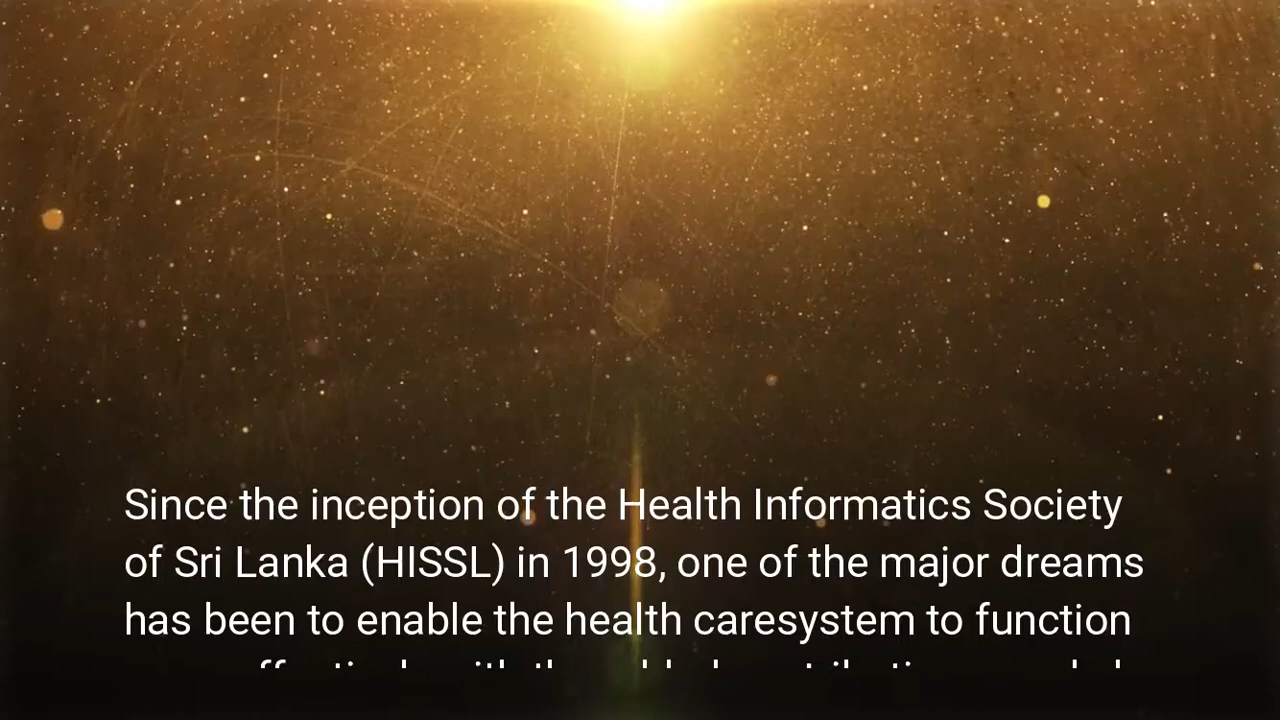 Since the inception of the Health Informatics Society
of Sri Lanka (HISSL) in 1998, one of the major dreams
has been to enable the health caresystem to function